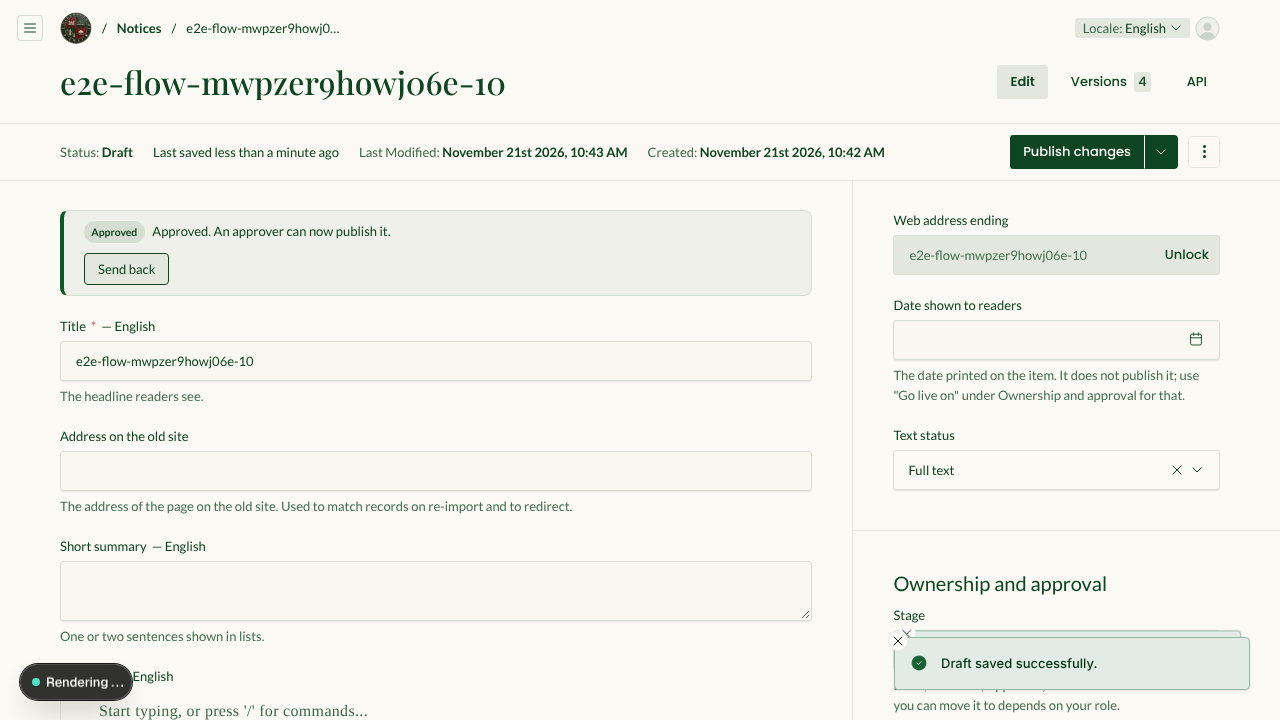 / Notices / e2e-flow-mwpzer9howj0…
Locale: English
e2e-flow-mwpzer9howj06e-10
Edit
Versions 4
API
Status: Draft
Last saved less than a minute ago
Last Modified: November 21st 2026, 10:43 AM
Created: November 21st 2026, 10:42 AM
Publish changes
Approved Approved. An approver can now publish it.
Send back
Title * — English
e2e-flow-mwpzer9howj06e-10
The headline readers see.
Address on the old site
The address of the page on the old site. Used to match records on re-import and to redirect.
Short summary — English
One or two sentences shown in lists.
English
Start typing, or press '/' for commands...
Rendering ...
Web address ending
e2e-flow-mwpzer9howj06e-10
Unlock
Date shown to readers
The date printed on the item. It does not publish it; use
"Go live on" under Ownership and approval for that.
Text status
Full text
Ownership and approval
Stage
Draft saved successfully.
you can move it to depends on your role.